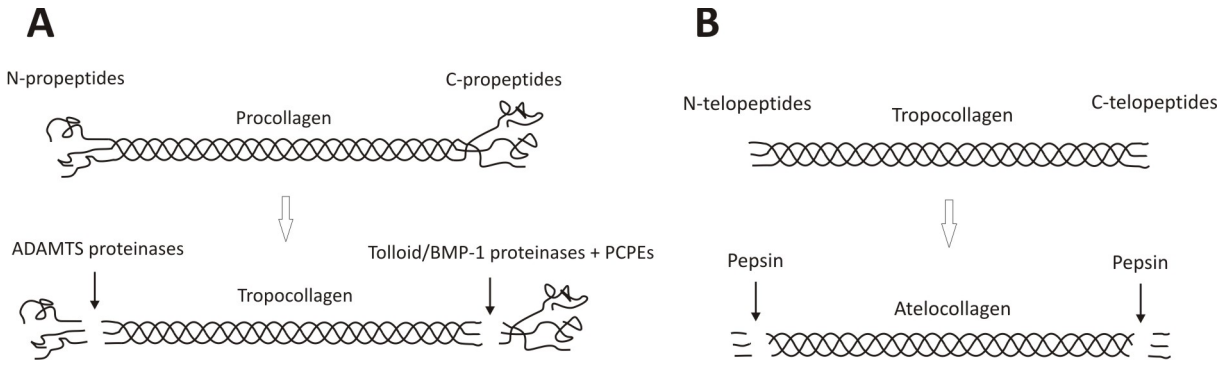 A
N-propeptides
C-propeptides
Procollagen
ADAMTS proteinases
Tolloid/BMP-1 proteinases + PCPEs
Tropocollagen
B
N-telopeptides
C-telopeptides
Tropocollagen
Pepsin
Pepsin
Atelocollagen